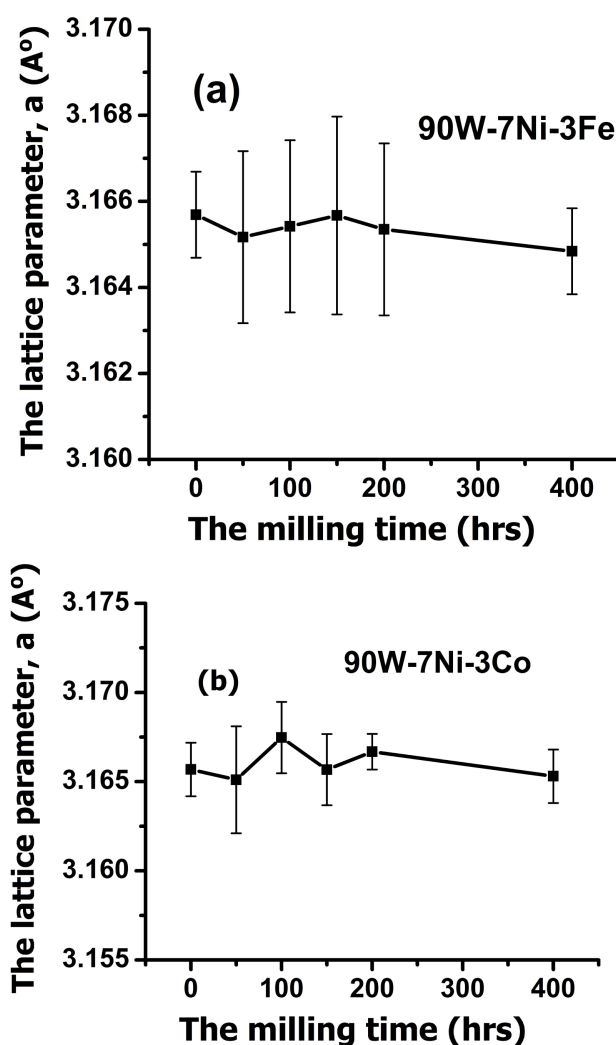 The lattice parameter, a (Aº)
3.170
3.168
3.166
3.164
3.162
3.160
(a)
90W-7Ni-3Fe
0 100 200 300 400
The milling time (hrs)
The lattice parameter, a (Aº)
3.175
3.170
3.165
3.160
3.155
(b)
90W-7Ni-3Co
0 100 200 300 400
The milling time (hrs)